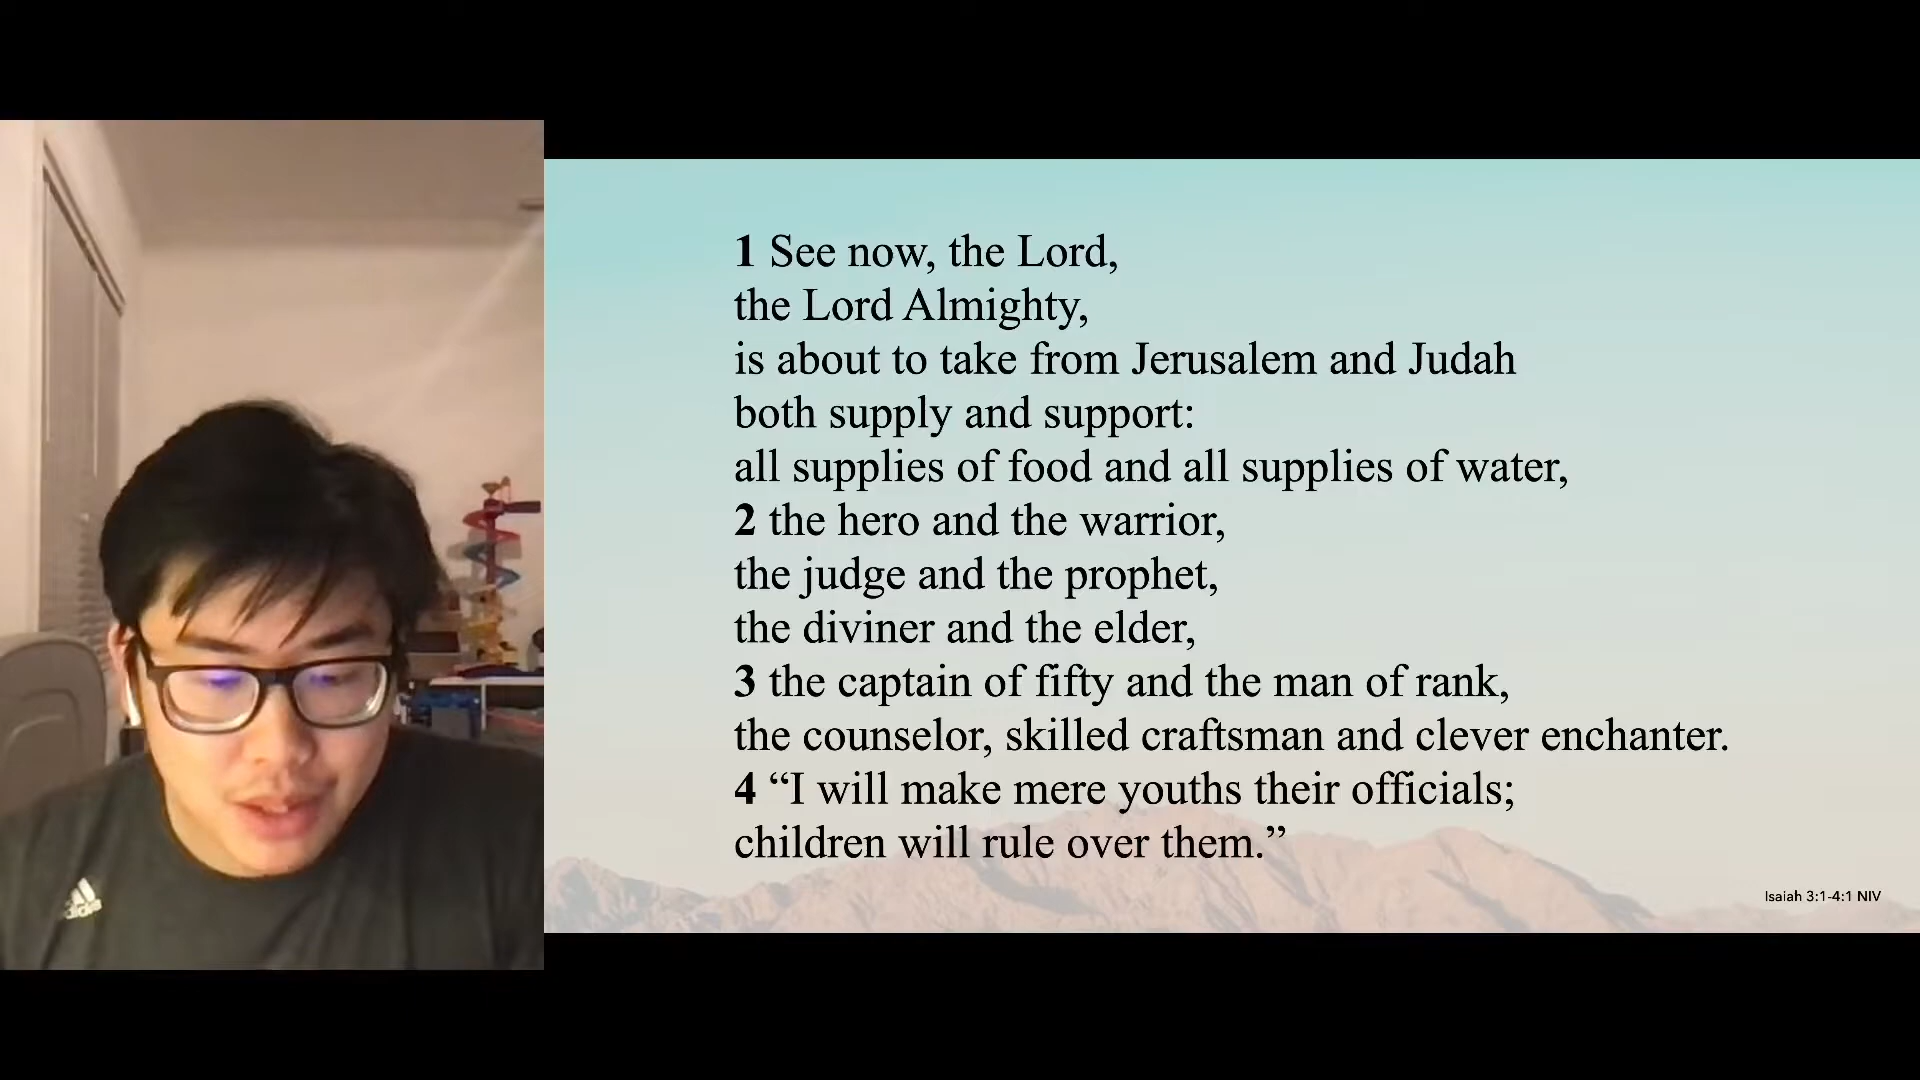 1 See now, the Lord,
the Lord Almighty,
is about to take from Jerusalem and Judah
both supply and support:
all supplies of food and all supplies of water,
2 the hero and the warrior,
the judge and the prophet,
the diviner and the elder,
3 the captain of fifty and the man of rank,
the counselor, skilled craftsman and clever enchanter.
4 “I will make mere youths their officials;
children will rule over them.”
Isaiah 3:1-4:1 NIV
adidas